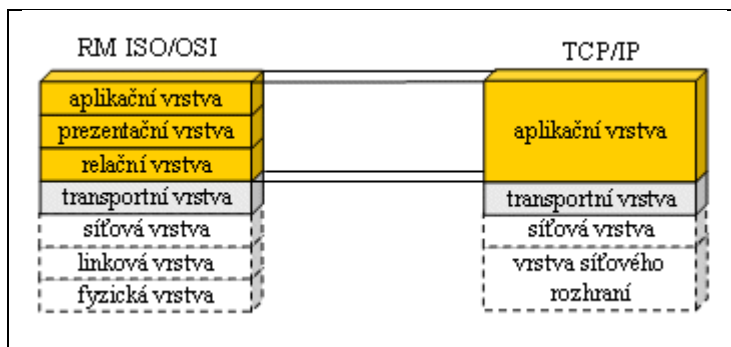 RM ISO/OSI
aplikační vrstva
prezentační vrstva
relační vrstva
transportní vrstva
síťová vrstva
linková vrstva
fyzická vrstva
TCP/IP
aplikační vrstva
transportní vrstva
síťová vrstva
vrstva síťového
rozhraní